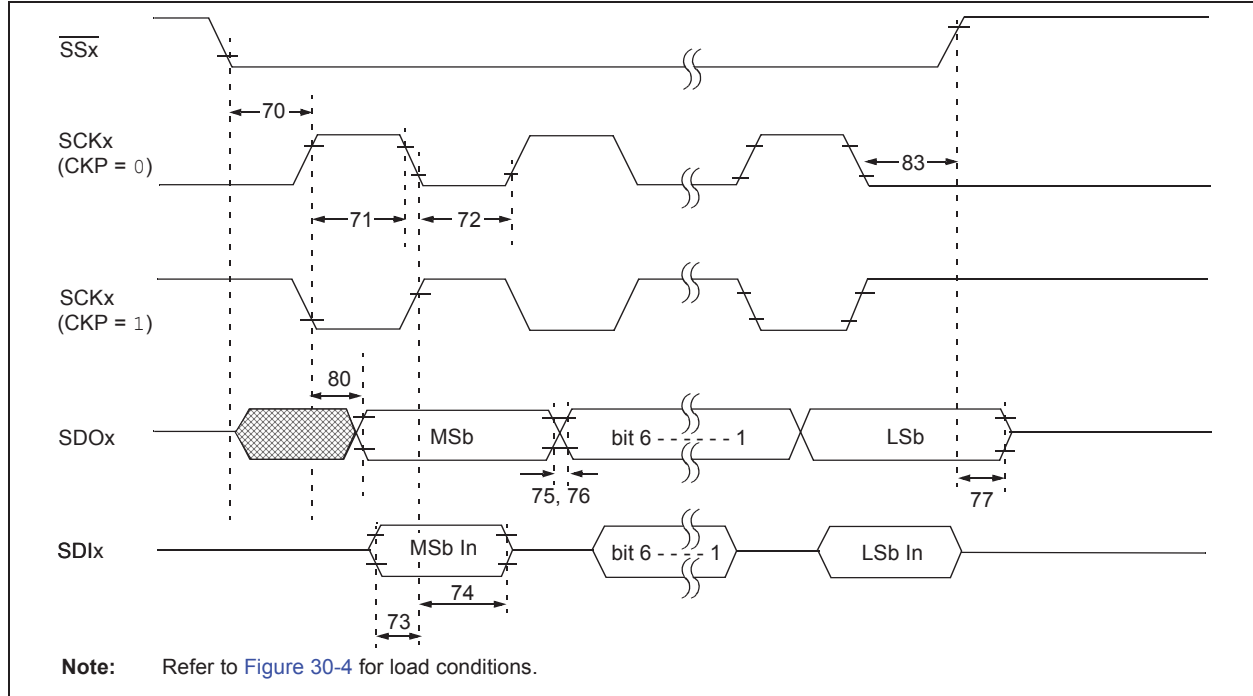 SSx
70
SCKx
(CKP = 0)
83
71
72
SCKx
(CKP = 1)
80
SDOx
MSb
bit 6 - - - - - - 1
LSb
75, 76
77
SDIx
MSb In
bit 6 - - - - - 1
LSb In
74
73
Note: Refer to Figure 30-4 for load conditions.